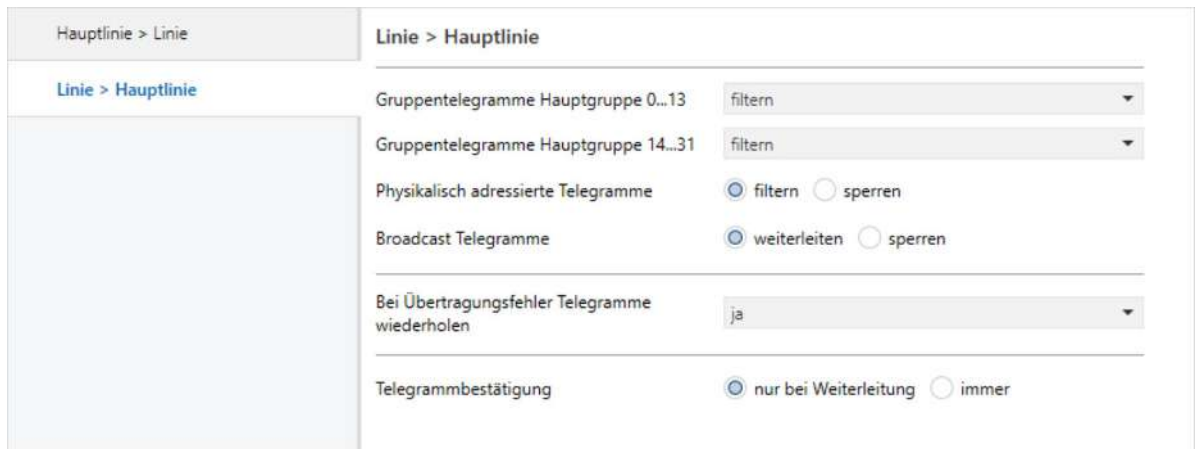 Hauptlinie > Linie
Linie > Hauptlinie
Linie > Hauptlinie
Gruppentelegramme Hauptgruppe 0...13 filtern
Gruppentelegramme Hauptgruppe 14...31 filtern
Physikalisch adressierte Telegramme filtern sperren
Broadcast Telegramme weiterleiten sperren
Bei Übertragungsfehler Telegramme
wiederholen ja
Telegrammbestätigung nur bei Weiterleitung immer